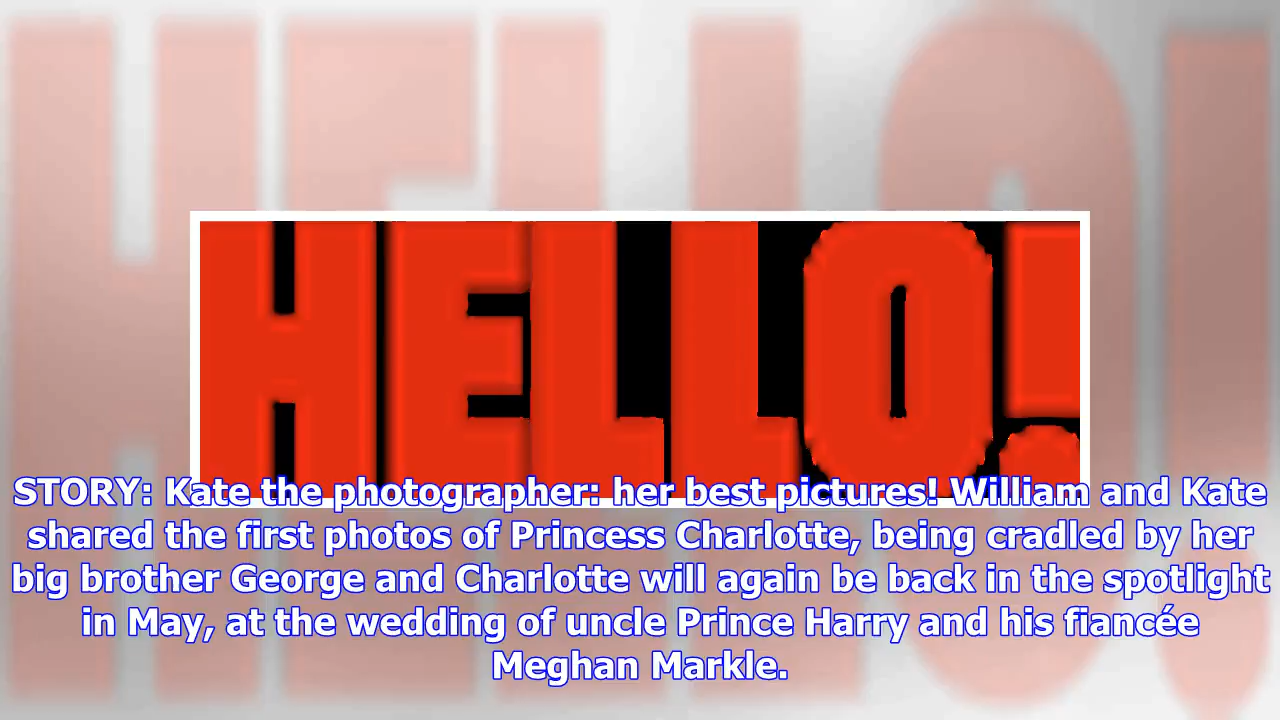 HELLO!
STORY: Kate the photographer: her best pictures! William and Kate
shared the first photos of Princess Charlotte, being cradled by her
big brother George and Charlotte will again be back in the spotlight
in May, at the wedding of uncle Prince Harry and his fiancée
Meghan Markle.